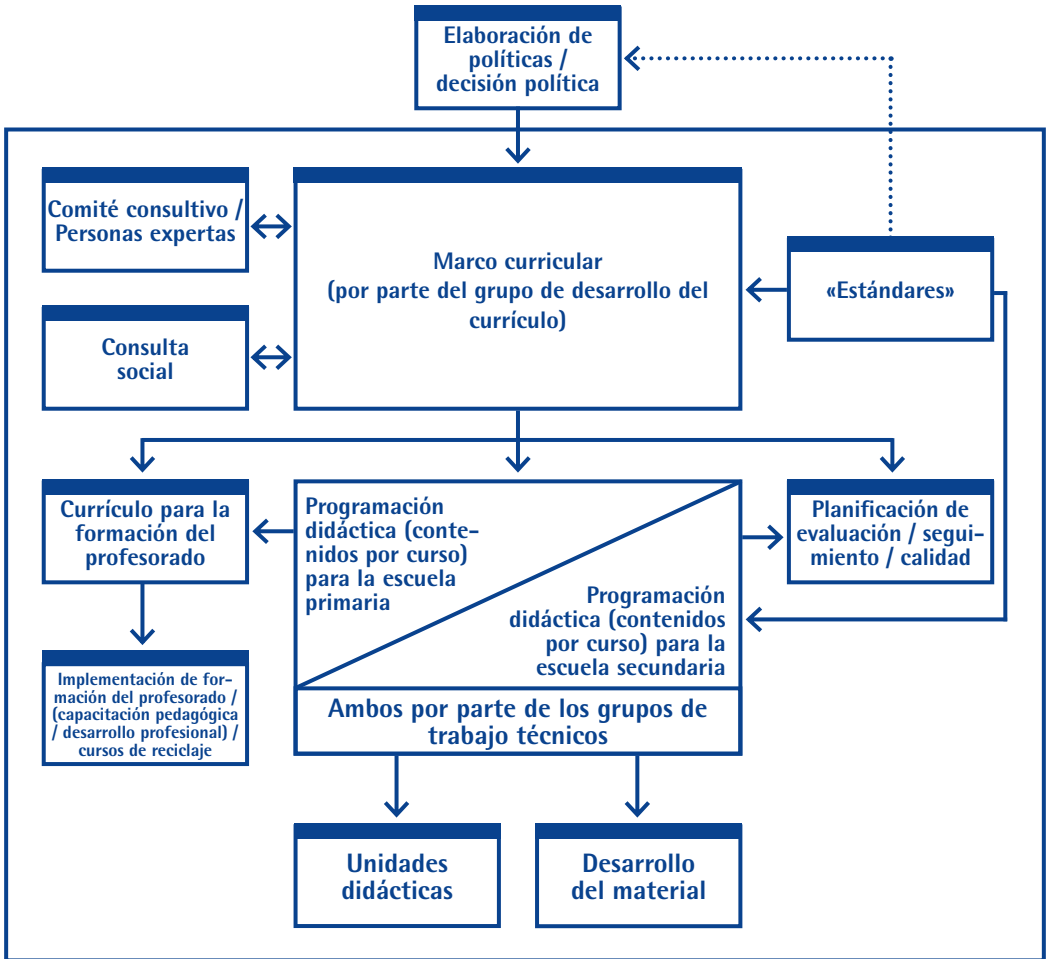 Elaboración de
políticas /
decisión política
Comité consultivo /
Personas expertas
Marco curricular
(por parte del grupo de desarrollo del
currículo)
«Estándares»
Consulta
social
Currículo para la
formación del
profesorado
Programación
didáctica (conte-
nidos por curso)
para la escuela
primaria
Programación
didáctica (contenidos
por curso) para la
escuela secundaria
Planificación de
evaluación / segui-
miento / calidad
Implementación de for-
mación del profesorado /
(capacitación pedagógica
/ desarrollo profesional) /
cursos de reciclaje
Ambos por parte de los grupos de
trabajo técnicos
Unidades
didácticas
Desarrollo
del material